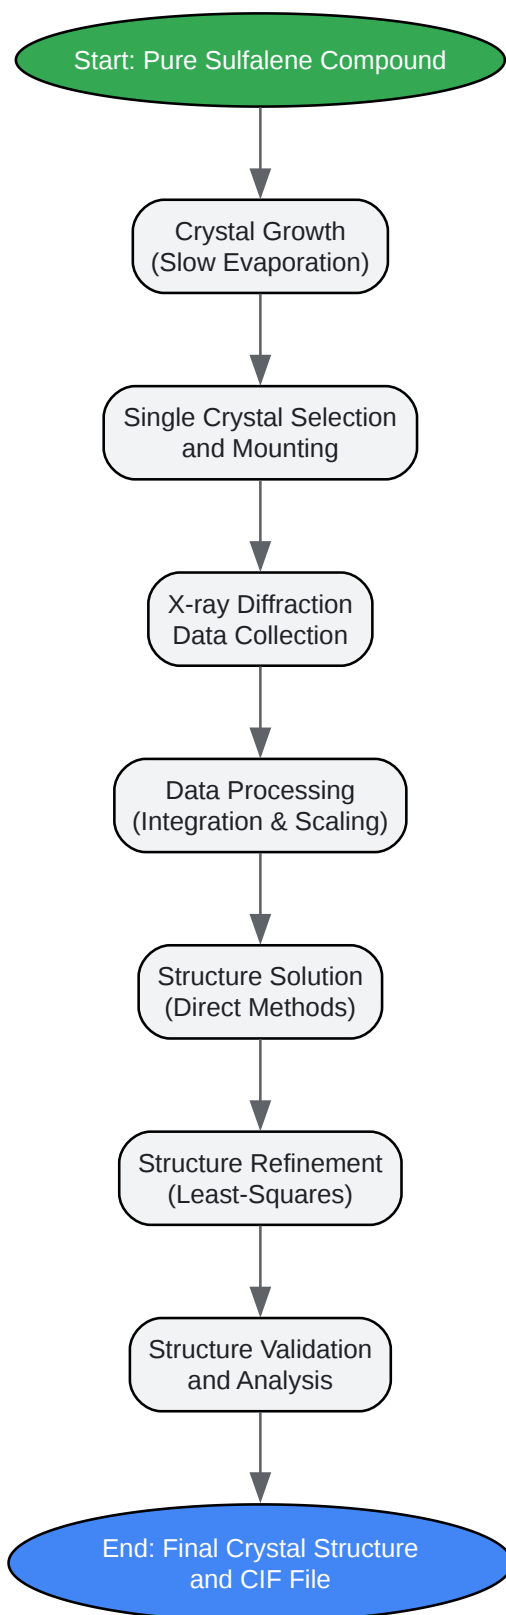 Start: Pure Sulfalene Compound
Crystal Growth
(Slow Evaporation)
Single Crystal Selection
and Mounting
X-ray Diffraction
Data Collection
Data Processing
(Integration & Scaling)
Structure Solution
(Direct Methods)
Structure Refinement
(Least-Squares)
Structure Validation
and Analysis
End: Final Crystal Structure
and CIF File